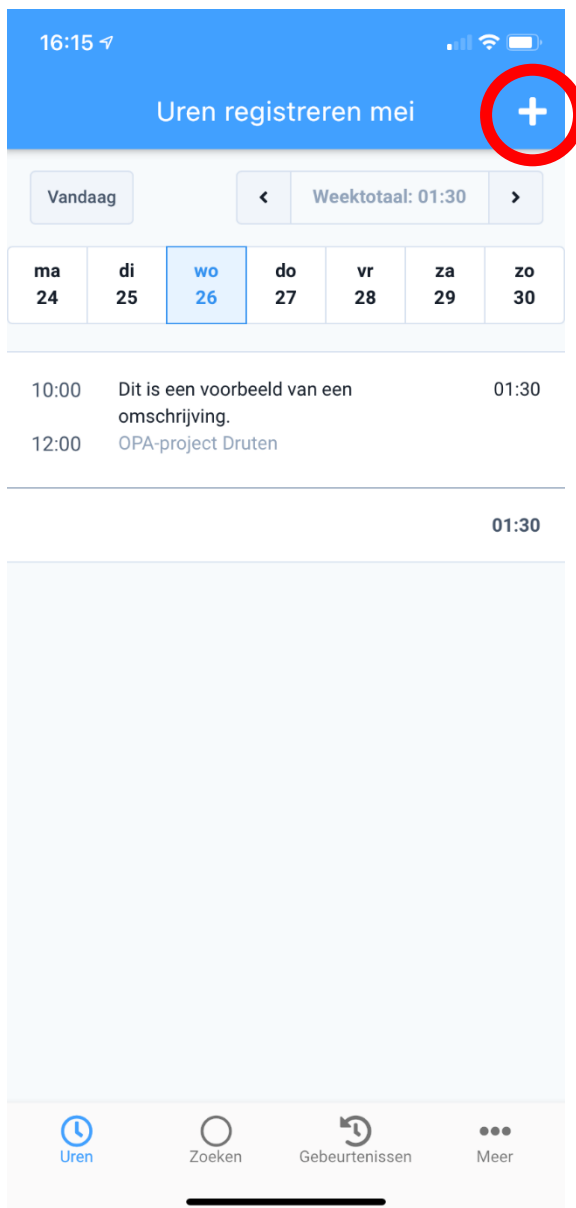 16:15
Uren registreren mei
Vandaag
Weektotaal: 01:30
ma di wo do vr za zo
24 25 26 27 28 29 30
10:00 Dit is een voorbeeld van een 01:30
omschrijving.
12:00 OPA-project Druten
01:30
Uren Zoeken Gebeurtenissen Meer